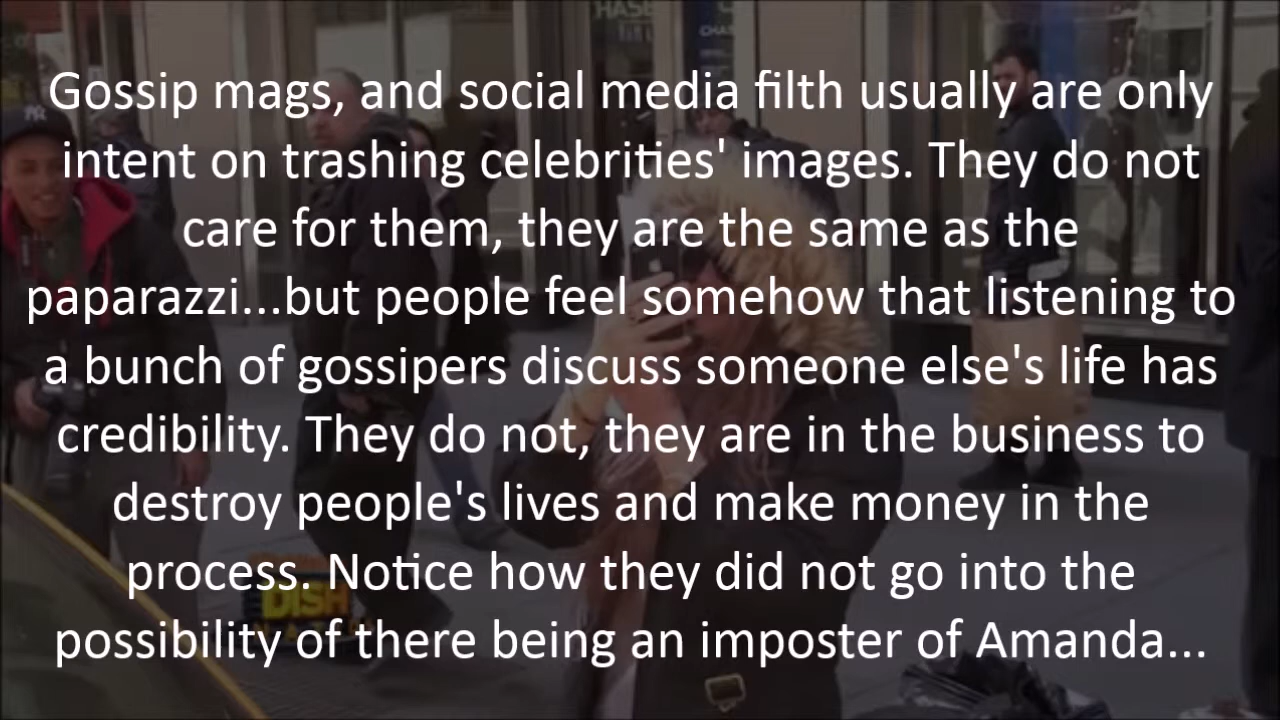 HASE
CHAS
Gossip mags, and social media filth usually are only
intent on trashing celebrities' images. They do not
care for them, they are the same as the
paparazzi...but people feel somehow that listening to
a bunch of gossipers discuss someone else's life has
credibility. They do not, they are in the business to
destroy people's lives and make money in the
process. Notice how they did not go into the
possibility of there being an imposter of Amanda...
DISH